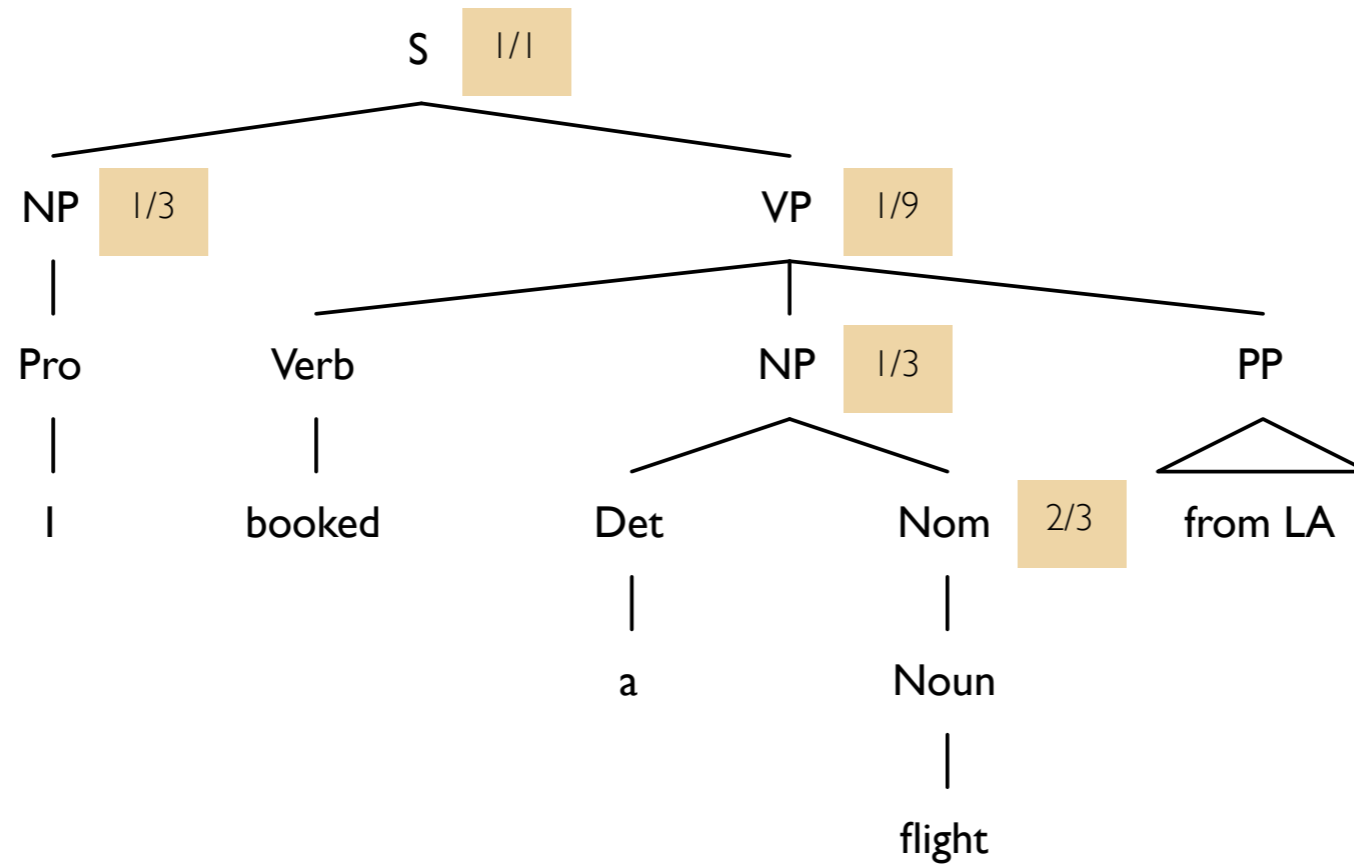 S 1/1
NP 1/3 VP 1/9
Pro Verb NP 1/3 PP
I booked Det Nom 2/3 from LA
a Noun
flight